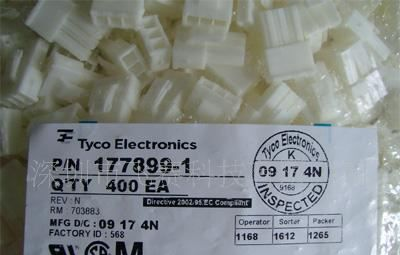 Tyco Electronics
P/N 177899-1
Q'TY 400 EA
REV : N
RM : 703883
Directive 2002/95/EC Compliant
MFG D/C: 09 17 4N
FACTORY ID : 568
Tyco Electronics
K
09 17 4N
9168
INSPECTED
Operator Sorter Packer
1168 1612 1265